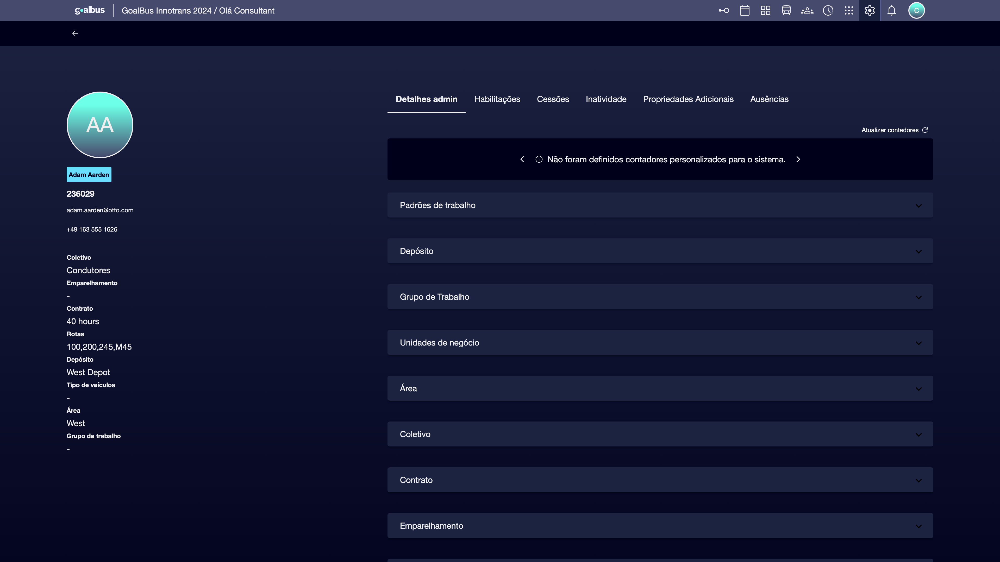 goalbus
GoalBus Innotrans 2024 / Olá Consultant
C
AA
Adam Aarden
236029
adam.aarden@otto.com
+49 163 555 1626
Coletivo
Condutores
Emparelhamento
-
Contrato
40 hours
Rotas
100,200,245,M45
Depósito
West Depot
Tipo de veículos
-
Área
West
Grupo de trabalho
-
Detalhes admin
Habilitações
Cessões
Inatividade
Propriedades Adicionais
Ausências
Atualizar contadores
Não foram definidos contadores personalizados para o sistema.
Padrões de trabalho
Depósito
Grupo de Trabalho
Unidades de negócio
Área
Coletivo
Contrato
Emparelhamento